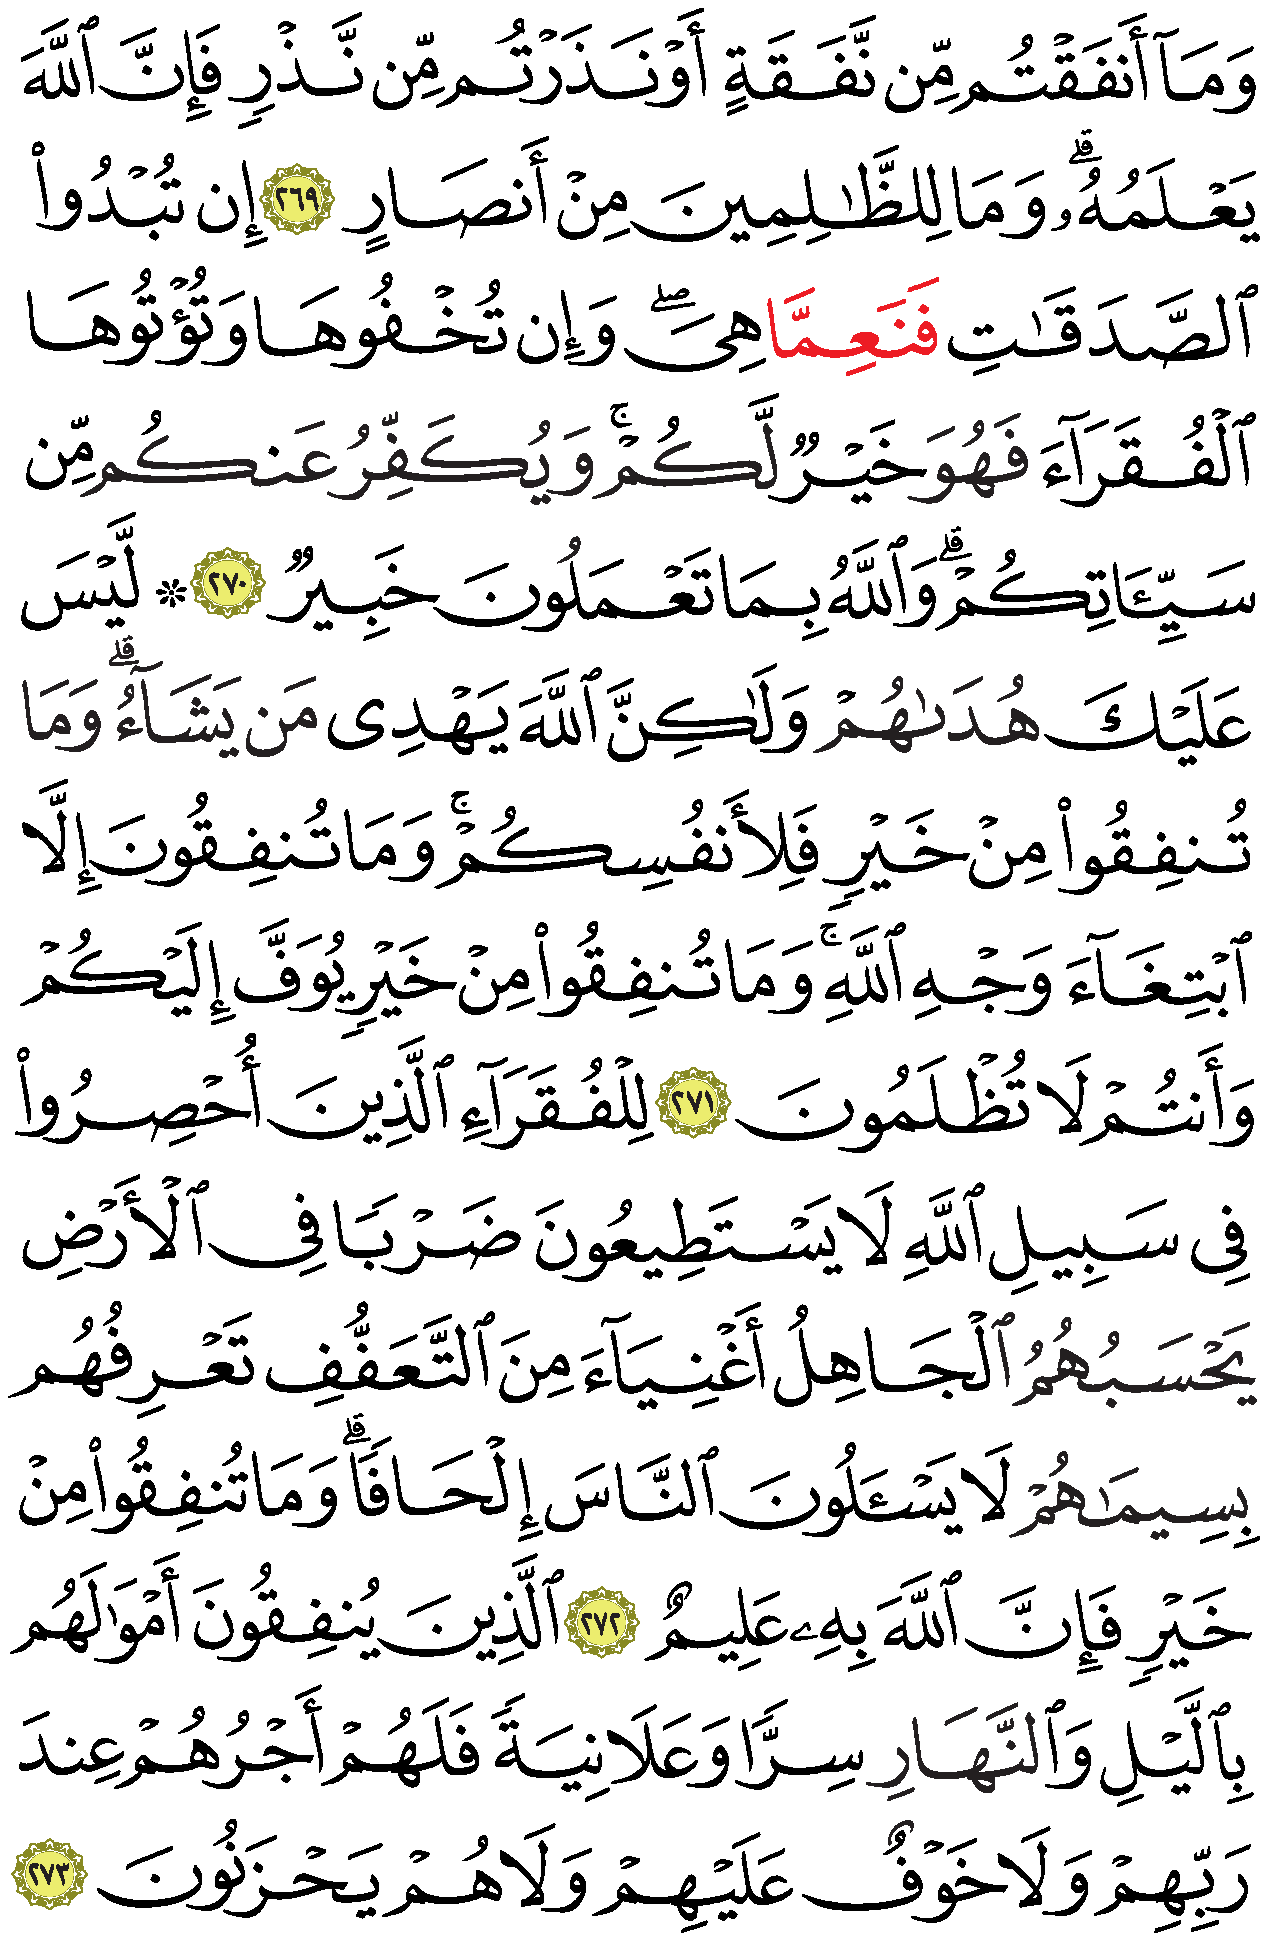 وَمَآ أَنفَقۡتُم مِّن نَّفَقَةٍ أَوۡ نَذَرۡتُم مِّن نَّذۡرٍ فَإِنَّ ٱللَّهَ
يَعۡلَمُهُۥۗ وَمَا لِلظَّٰلِمِينَ مِنۡ أَنصَارٍ ٢٦٩ إِن تُبۡدُواْ
ٱلصَّدَقَٰتِ فَنَعِمَّا هِيَۖ وَإِن تُخۡفُوهَا وَتُؤۡتُوهَا
ٱلۡفُقَرَآءَ فَهُوَ خَيۡرٞ لَّكُمۡۚ وَيُكَفِّرُ عَنكُم مِّن
سَيِّـَٔاتِكُمۡۗ وَٱللَّهُ بِمَا تَعۡمَلُونَ خَبِيرٞ ٢٧٠ ۞ لَّيۡسَ
عَلَيۡكَ هُدَىٰهُمۡ وَلَٰكِنَّ ٱللَّهَ يَهۡدِي مَن يَشَآءُۗ وَمَا
تُنفِقُواْ مِنۡ خَيۡرٍ فَلِأَنفُسِكُمۡۚ وَمَا تُنفِقُونَ إِلَّا
ٱبۡتِغَآءَ وَجۡهِ ٱللَّهِۚ وَمَا تُنفِقُواْ مِنۡ خَيۡرٍ يُوَفَّ إِلَيۡكُمۡ
وَأَنتُمۡ لَا تُظۡلَمُونَ ٢٧١ لِلۡفُقَرَآءِ ٱلَّذِينَ أُحۡصِرُواْ
فِي سَبِيلِ ٱللَّهِ لَا يَسۡتَطِيعُونَ ضَرۡبٗا فِي ٱلۡأَرۡضِ
يَحۡسَبُهُمُ ٱلۡجَاهِلُ أَغۡنِيَآءَ مِنَ ٱلتَّعَفُّفِ تَعۡرِفُهُم
بِسِيمَٰهُمۡ لَا يَسۡـَٔلُونَ ٱلنَّاسَ إِلۡحَافٗاۗ وَمَا تُنفِقُواْ مِنۡ
خَيۡرٍ فَإِنَّ ٱللَّهَ بِهِۦ عَلِيمٌ ٢٧٢ ٱلَّذِينَ يُنفِقُونَ أَمۡوَٰلَهُم
بِٱلَّيۡلِ وَٱلنَّهَارِ سِرّٗا وَعَلَانِيَةٗ فَلَهُمۡ أَجۡرُهُمۡ عِندَ
رَبِّهِمۡ وَلَا خَوۡفٌ عَلَيۡهِمۡ وَلَا هُمۡ يَحۡزَنُونَ ٢٧٣